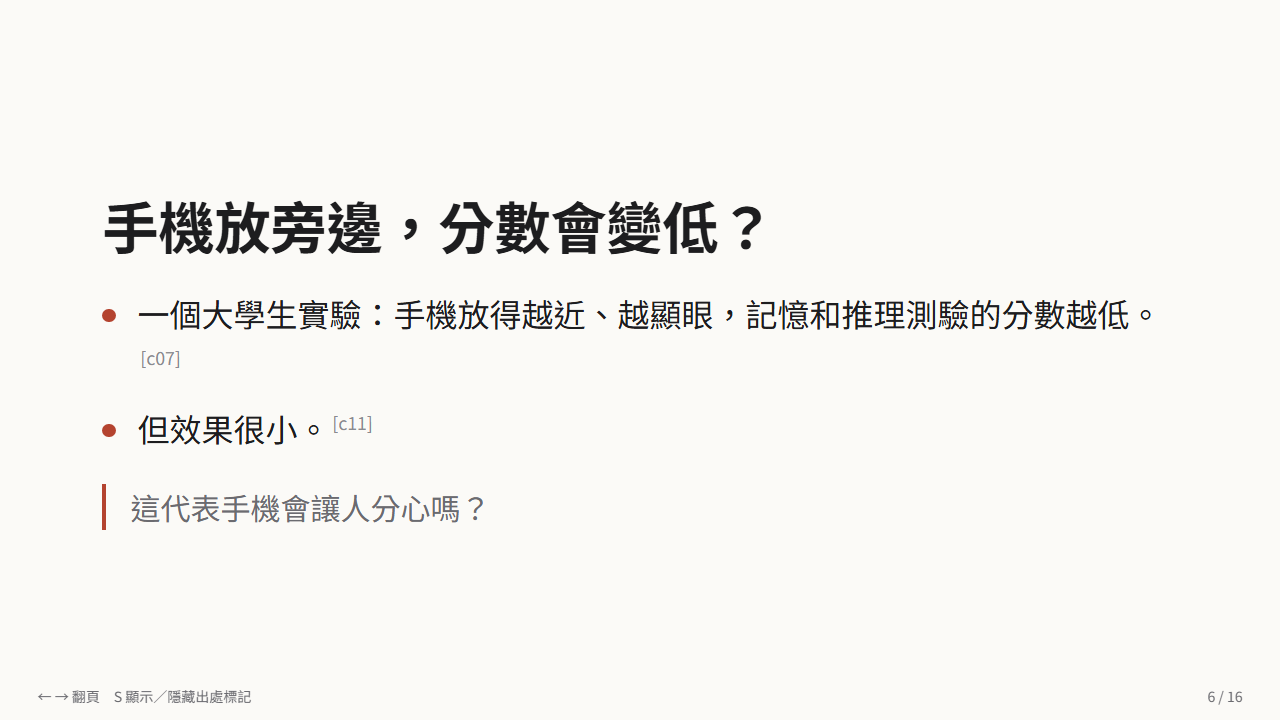 手機放旁邊，分數會變低？
一個大學生實驗：手機放得越近、越顯眼，記憶和推理測驗的分數越低。
[c07]
但效果很小。[c11]
這代表手機會讓人分心嗎？
← → 翻頁　S 顯示／隱藏出處標記
6 / 16